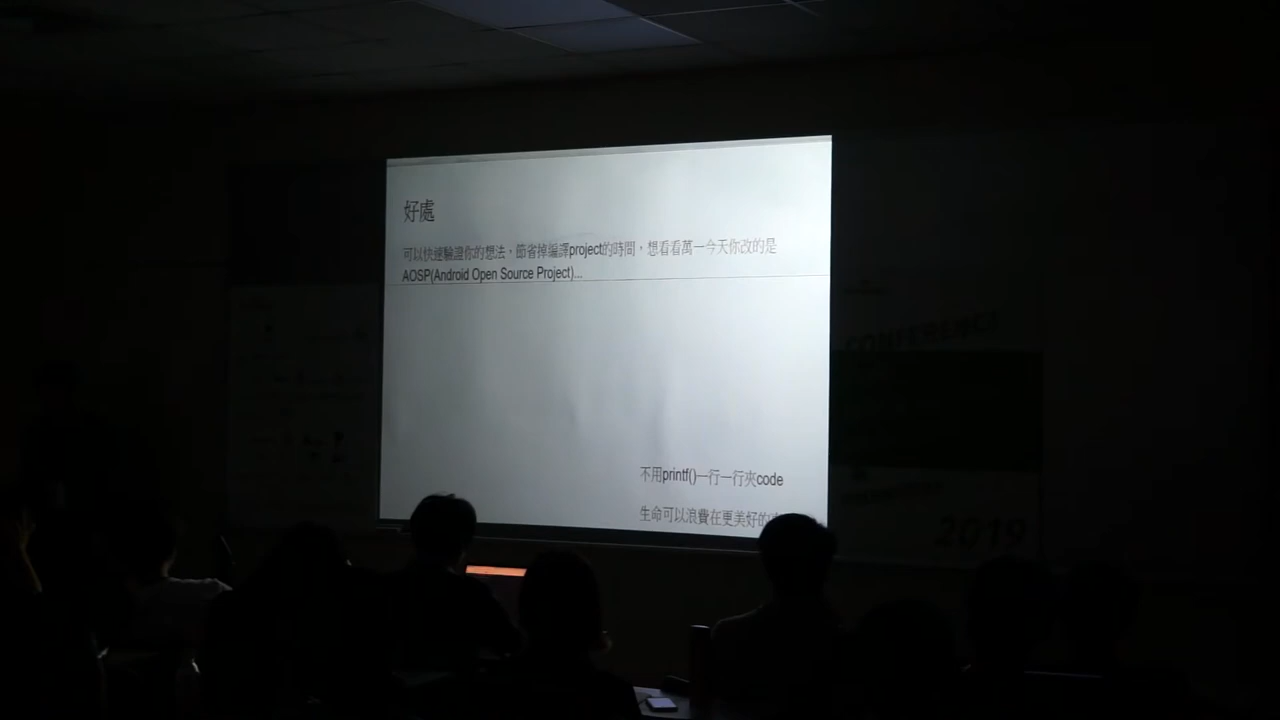 好處
可以快速驗證你的想法，節省掉編譯project的時間，想看看萬一今天你改的是
AOSP(Android Open Source Project)...
不用printf()一行一行夾code
生命可以浪費在更美好的
CONFERENCE
2019